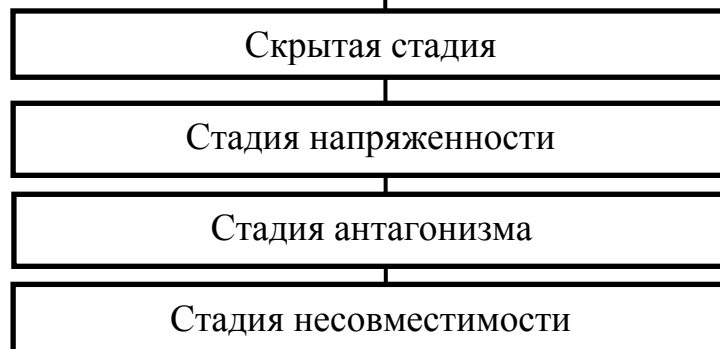 Скрытая стадия
Стадия напряженности
Стадия антагонизма
Стадия несовместимости